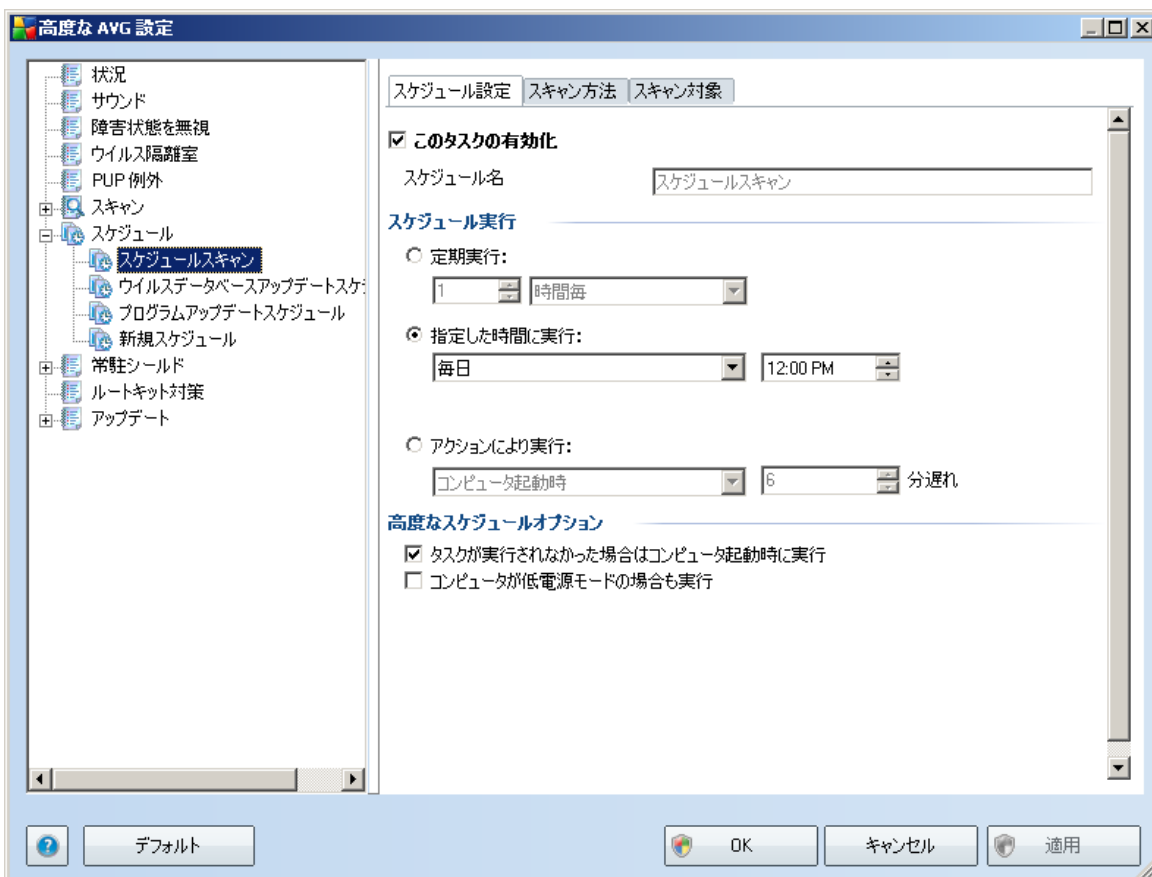 高度な AVG 設定
状況
サウンド
障害状態を無視
ウイルス隔離室
PUP 例外
スキャン
スケジュール
スケジュールスキャン
ウイルスデータベースアップデートスケ
プログラムアップデートスケジュール
新規スケジュール
常駐シールド
ルートキット対策
アップデート
スケジュール設定 スキャン方法 スキャン対象
このタスクの有効化
スケジュール名 スケジュールスキャン
スケジュール実行
定期実行:
1 時間毎
指定した時間に実行:
毎日 12:00 PM
アクションにより実行:
コンピュータ起動時 6 分遅れ
高度なスケジュールオプション
タスクが実行されなかった場合はコンピュータ起動時に実行
コンピュータが低電源モードの場合も実行
デフォルト OK キャンセル 適用